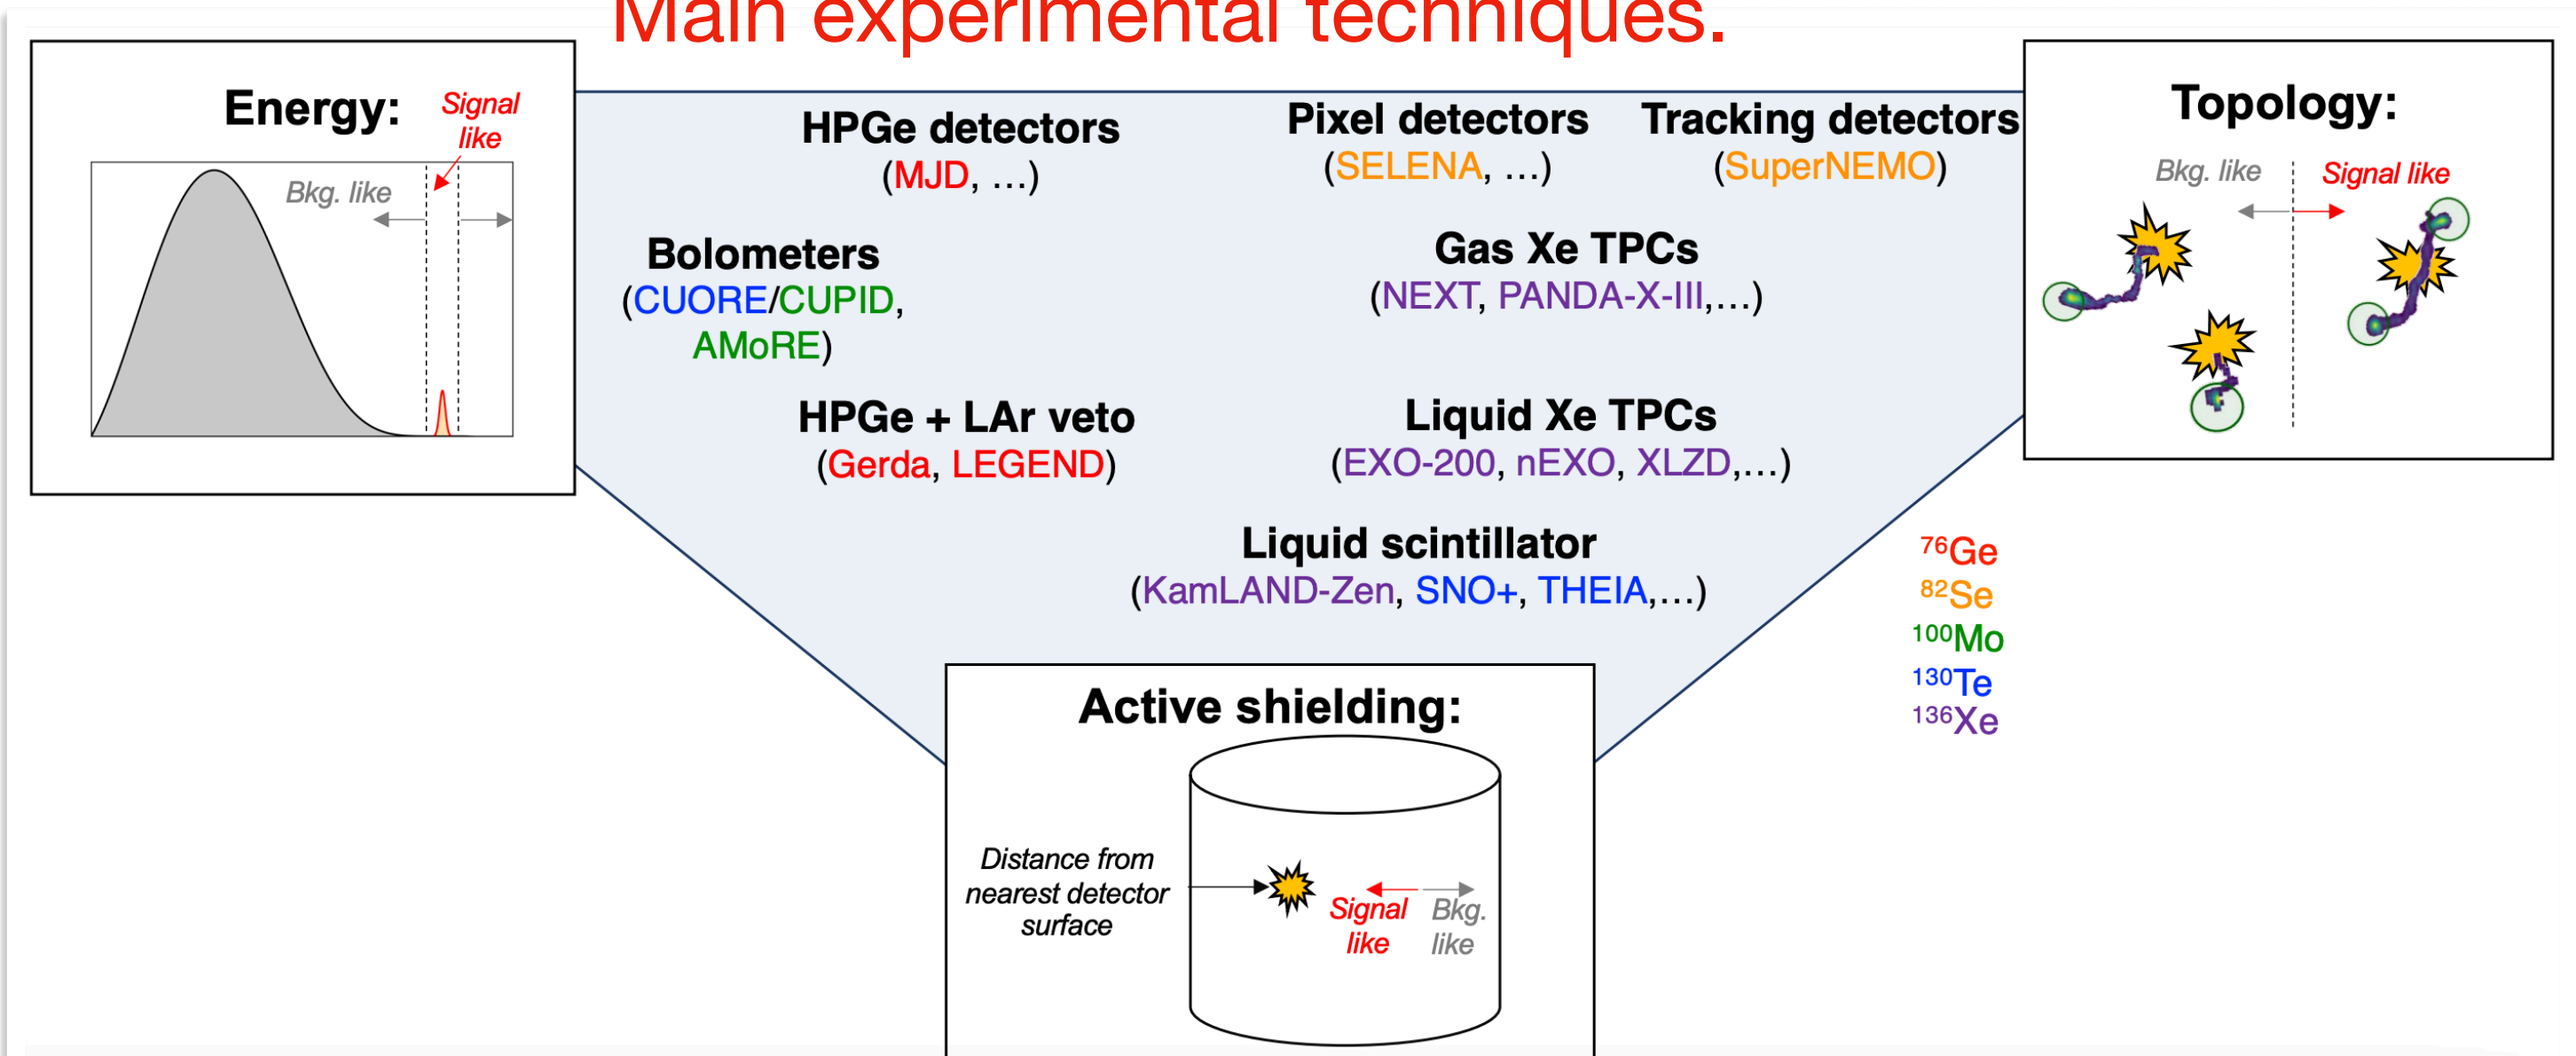 Main experimental techniques.
Energy:
Signal
like
Bkg. like
HPGe detectors
(MJD, ...)
Pixel detectors
(SELENA, ...)
Tracking detectors
(SuperNEMO)
Bolometers
(CUORE/CUPID,
AMoRE)
Gas Xe TPCs
(NEXT, PANDA-X-III,...)
HPGe + LAr veto
(Gerda, LEGEND)
Liquid Xe TPCs
(EXO-200, nEXO, XLZD,...)
Liquid scintillator
(KamLAND-Zen, SNO+, THEIA,...)
Topology:
Bkg. like
Signal like
⁷⁶Ge
⁸²Se
¹⁰⁰Mo
¹³⁰Te
¹³⁶Xe
Active shielding:
Distance from
nearest detector
surface
Signal
like
Bkg.
like